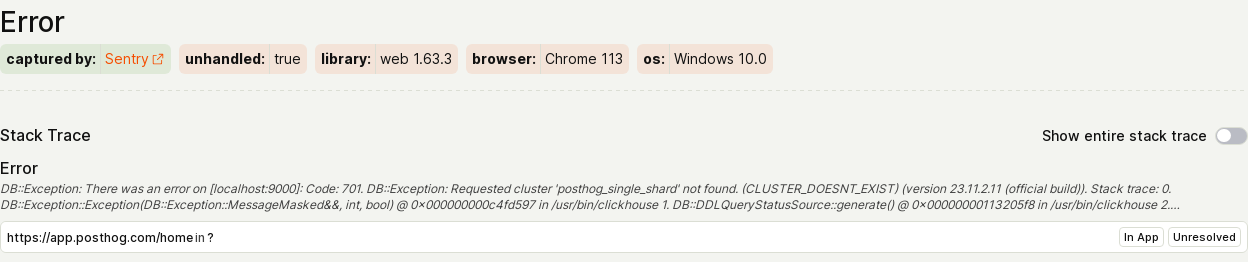 Error
captured by: Sentry unhandled: true library: web 1.63.3 browser: Chrome 113 os: Windows 10.0
Stack Trace Show entire stack trace
Error
DB::Exception: There was an error on [localhost:9000]: Code: 701. DB::Exception: Requested cluster 'posthog_single_shard' not found. (CLUSTER_DOESNT_EXIST) (version 23.11.2.11 (official build)). Stack trace: 0.
DB::Exception::Exception(DB::Exception::MessageMasked&&, int, bool) @ 0x000000000c4fd597 in /usr/bin/clickhouse 1. DB::DDLQueryStatusSource::generate() @ 0x00000000113205f8 in /usr/bin/clickhouse 2....
https://app.posthog.com/home in ? In App Unresolved